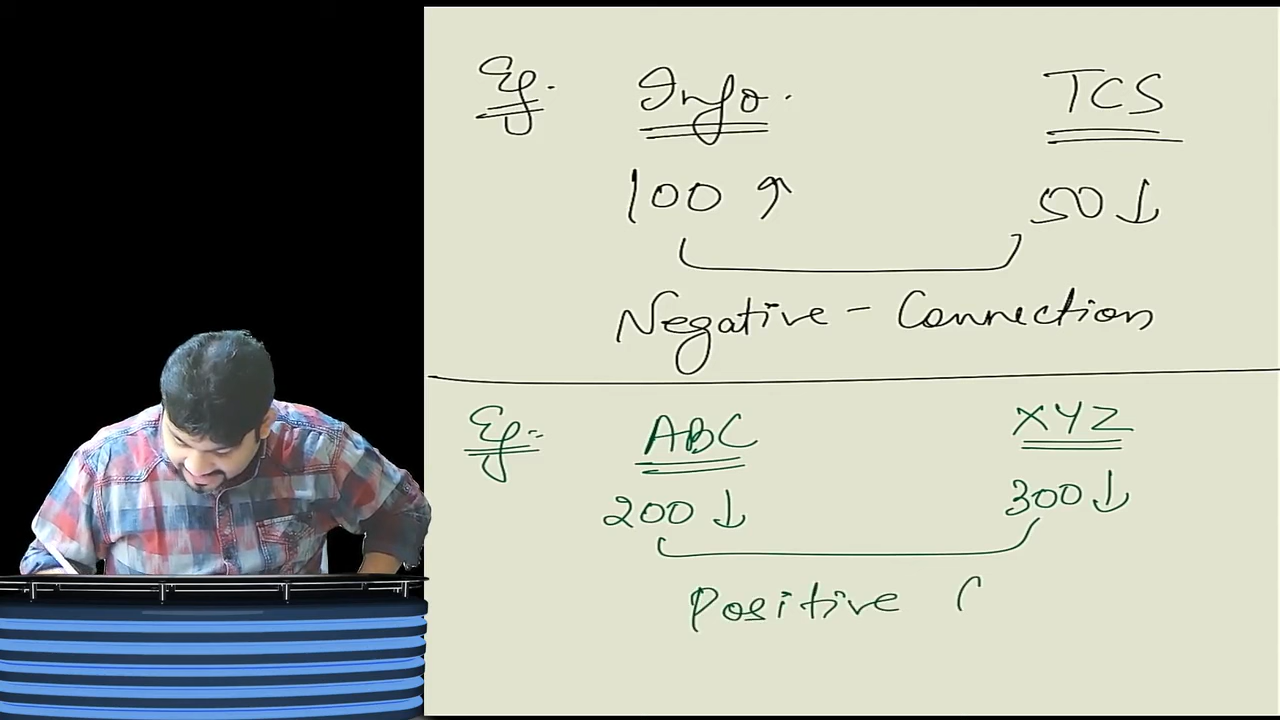 Eg. Info. TCS
100 ↑ 50 ↓
Negative - Connection
Eg:- ABC XYZ
200 ↓ 300 ↓
Positive C